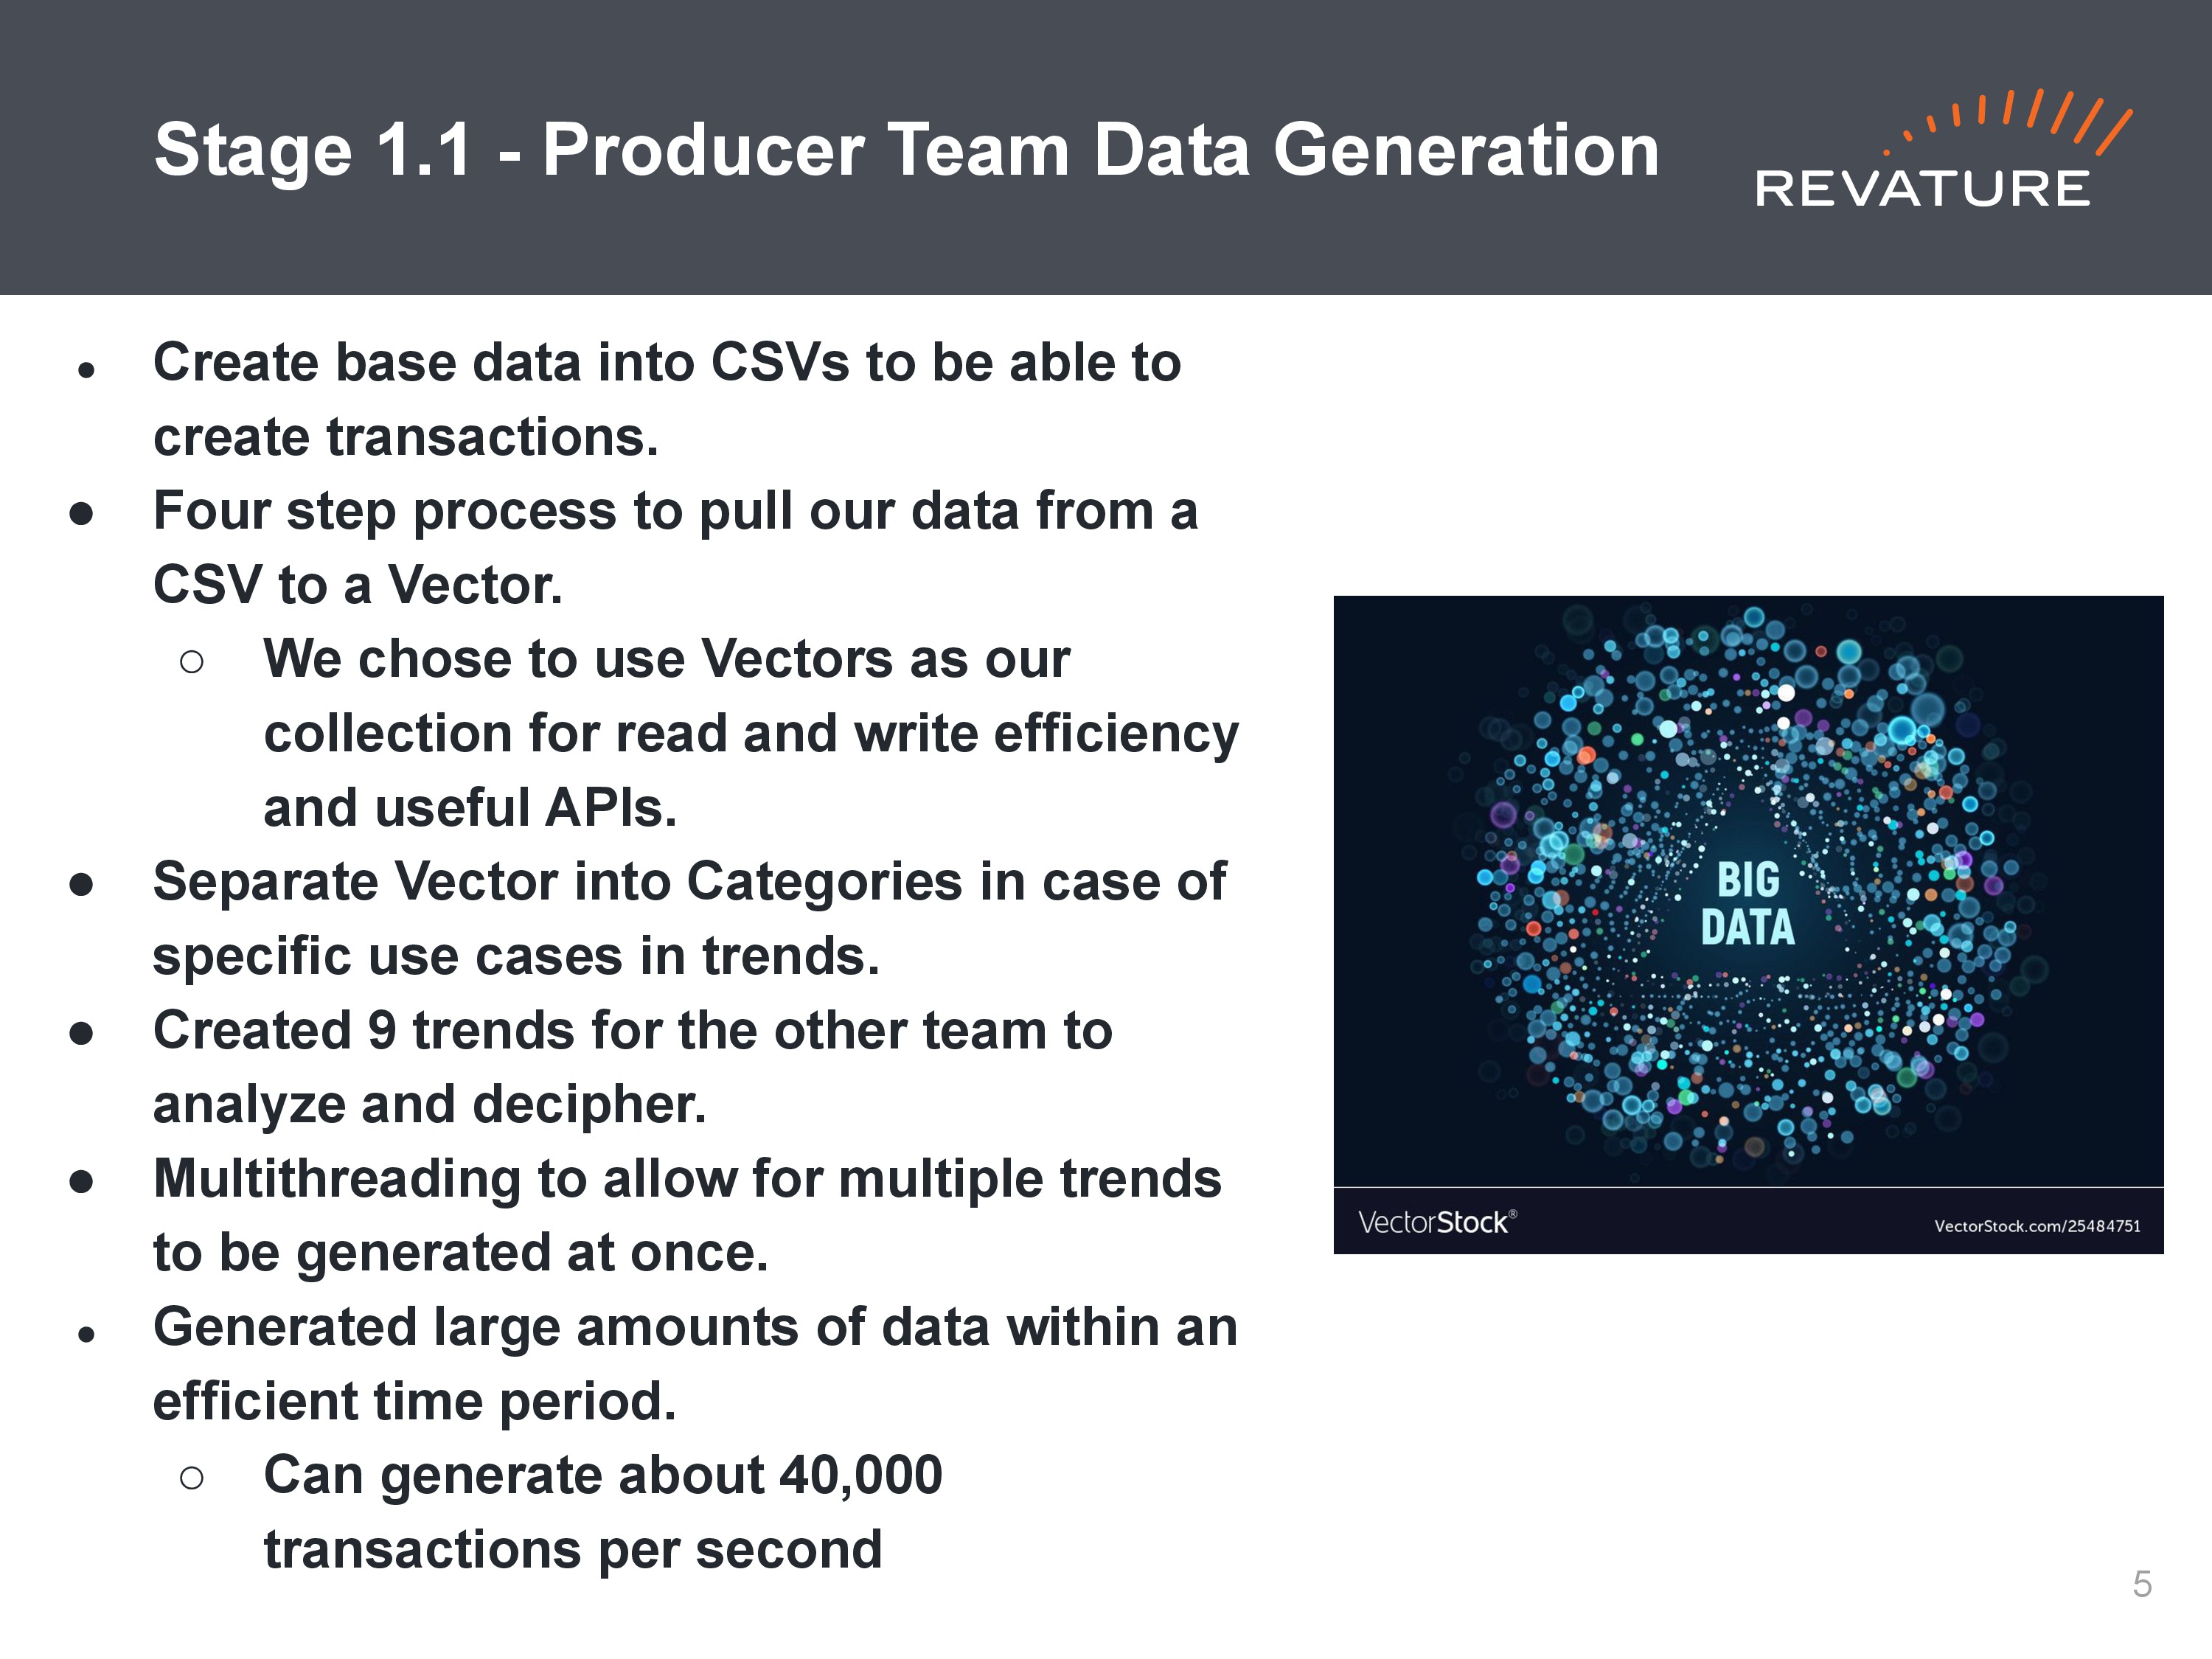 Stage 1.1 - Producer Team Data Generation
REVATURE
● Create base data into CSVs to be able to
create transactions.
● Four step process to pull our data from a
CSV to a Vector.
○ We chose to use Vectors as our
collection for read and write efficiency
and useful APIs.
● Separate Vector into Categories in case of
specific use cases in trends.
● Created 9 trends for the other team to
analyze and decipher.
● Multithreading to allow for multiple trends
to be generated at once.
● Generated large amounts of data within an
efficient time period.
○ Can generate about 40,000
transactions per second
BIG
DATA
VectorStock®
VectorStock.com/25484751
5